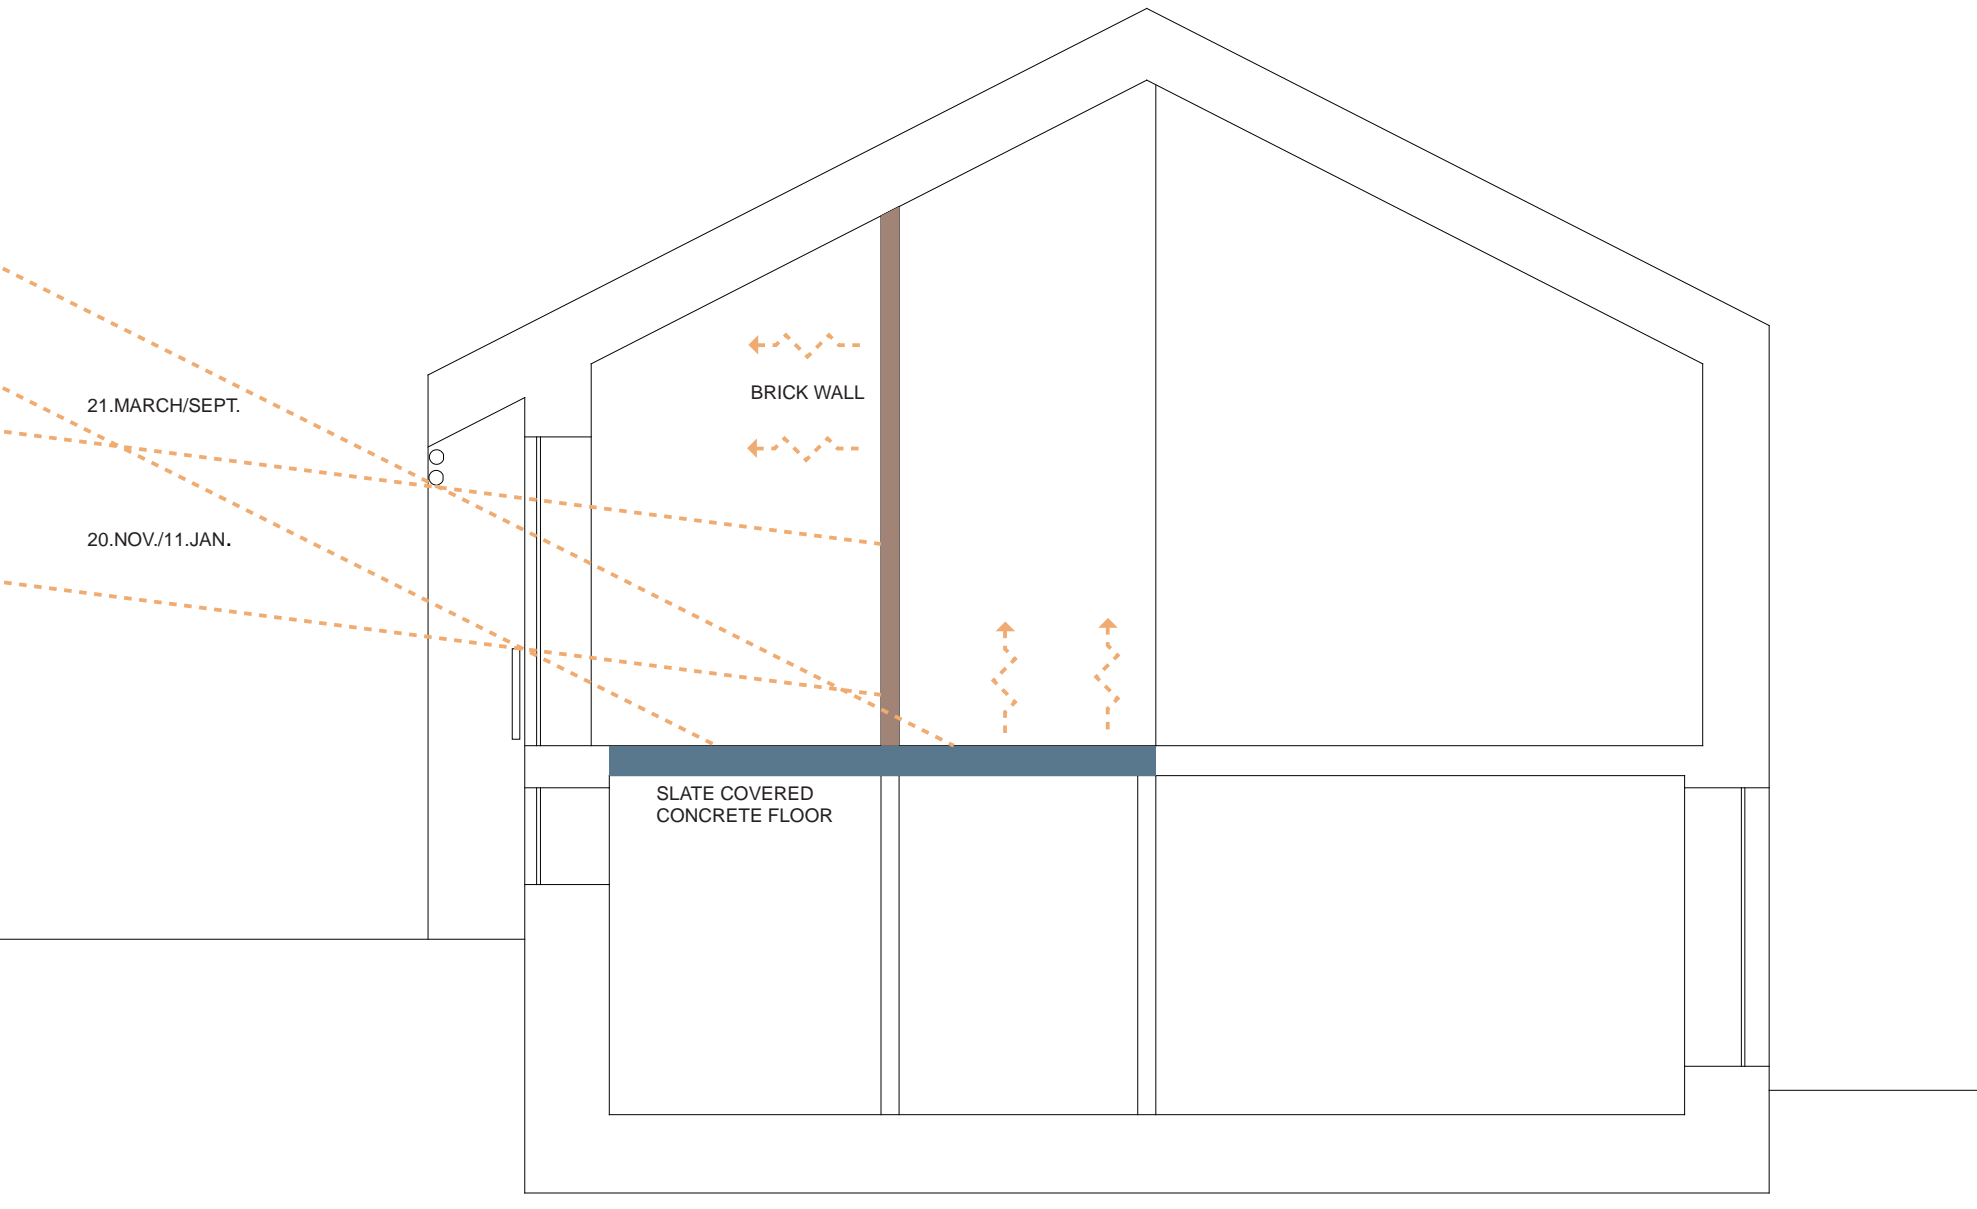 BRICK WALL
21.MARCH/SEPT.
20.NOV./11.JAN.
SLATE COVERED
CONCRETE FLOOR